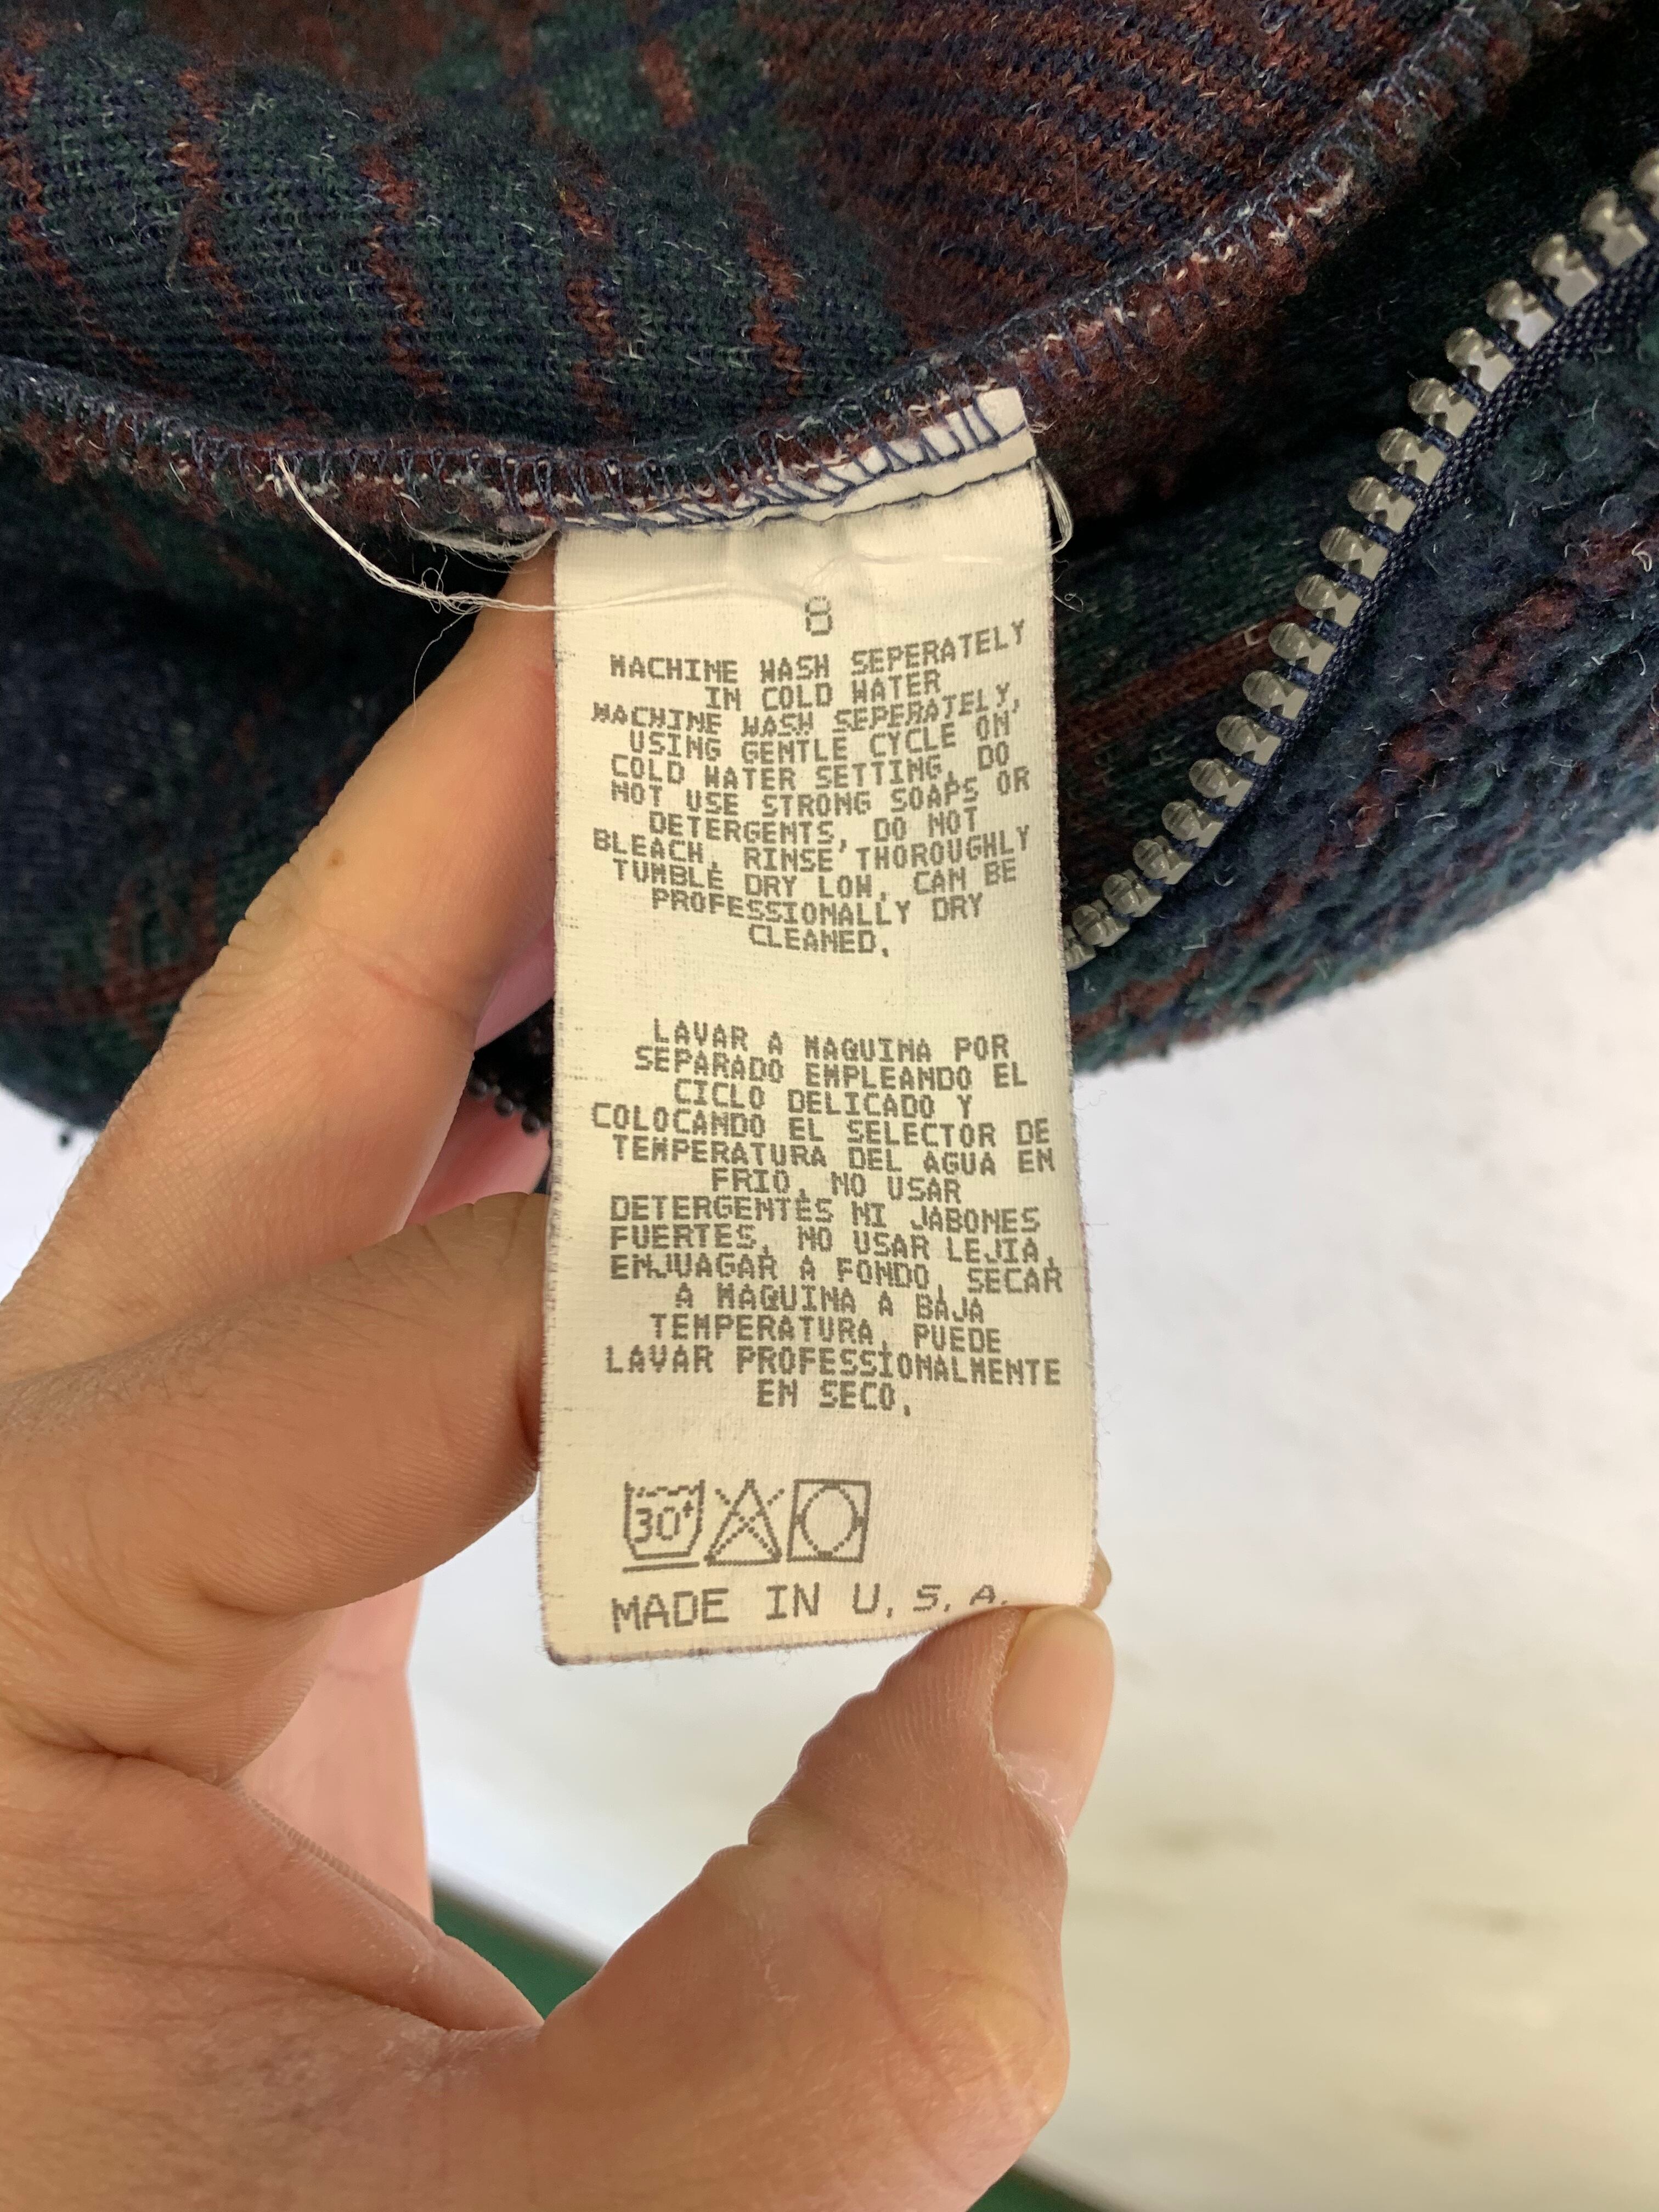 8
MACHINE WASH SEPERATELY
IN COLD WATER
MACHINE WASH SEPERATELY,
USING GENTLE CYCLE ON
COLD WATER SETTING. DO
NOT USE STRONG SOAPS OR
DETERGENTS, DO NOT
BLEACH. RINSE THOROUGHLY
TUMBLE DRY LOW. CAN BE
PROFESSIONALLY DRY
CLEANED.
LAVAR A MAQUINA POR
SEPARADO EMPLEANDO EL
CICLO DELICADO Y
COLOCANDO EL SELECTOR DE
TEMPERATURA DEL AGUA EN
FRIO. NO USAR
DETERGENTES NI JABONES
FUERTES. NO USAR LEJIA.
ENJUAGAR A FONDO. SECAR
A MAQUINA A BAJA
TEMPERATURA. PUEDE
LAVAR PROFESSIONALMENTE
EN SECO.
30°
MADE IN U.S.A.